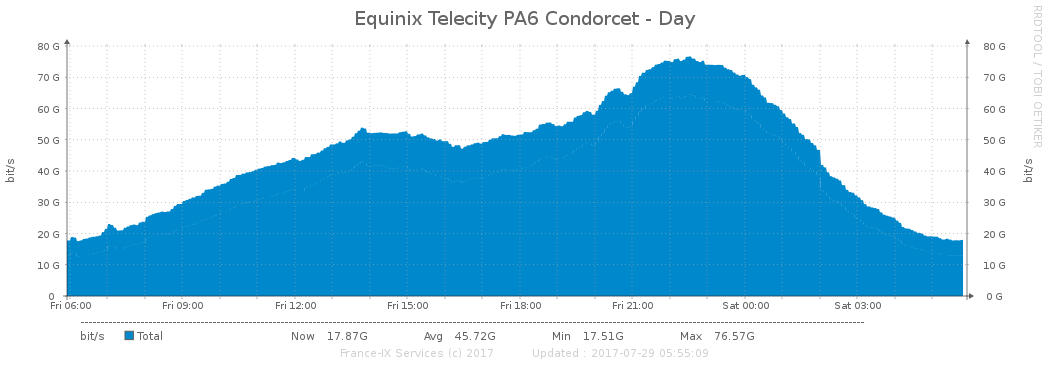 Equinix Telecity PA6 Condorcet - Day
RRDTOOL / TOBI OETIKER
bit/s
bit/s
80 G 80 G
70 G 70 G
60 G 60 G
50 G 50 G
40 G 40 G
30 G 30 G
20 G 20 G
10 G 10 G
0 0 G
Fri 06:00 Fri 09:00 Fri 12:00 Fri 15:00 Fri 18:00 Fri 21:00 Sat 00:00 Sat 03:00
bit/s Total Now 17.87G Avg 45.72G Min 17.51G Max 76.57G
France-IX Services (c) 2017 Updated : 2017-07-29 05:55:09